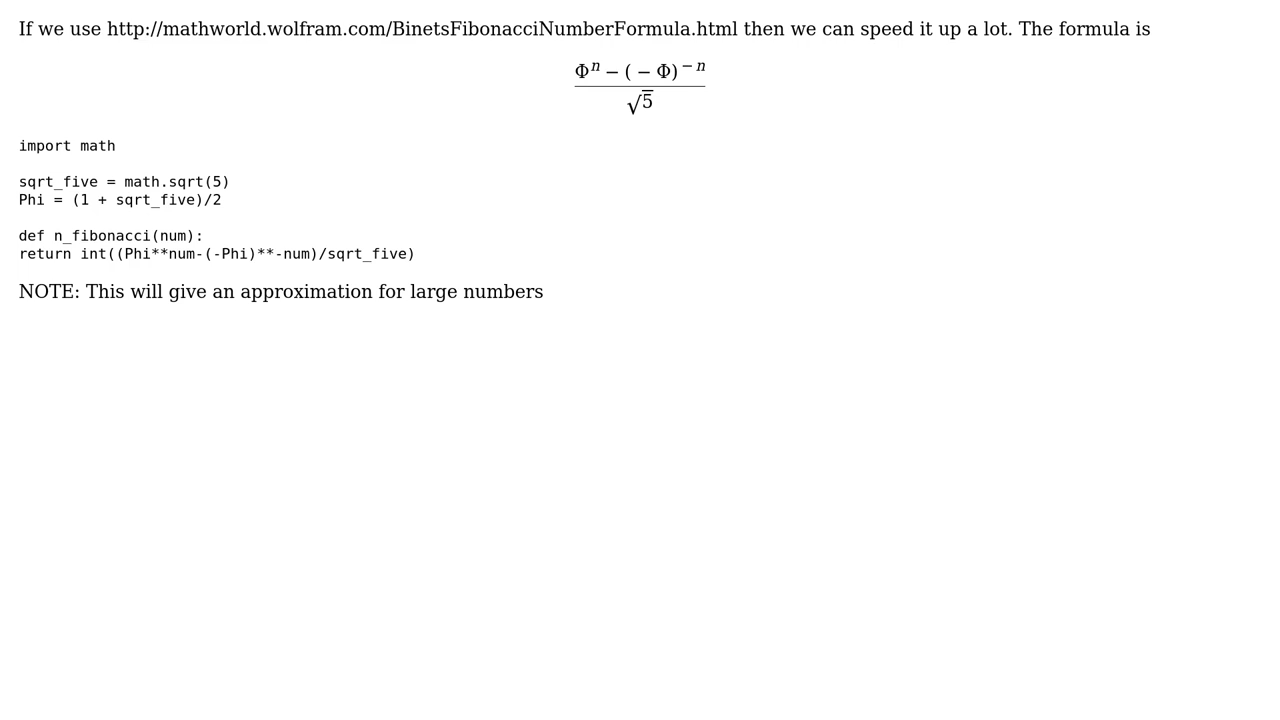 If we use http://mathworld.wolfram.com/BinetsFibonacciNumberFormula.html then we can speed it up a lot. The formula is
Φ^n − ( − Φ)^{− n}
√5
import math
sqrt_five = math.sqrt(5)
Phi = (1 + sqrt_five)/2
def n_fibonacci(num):
return int((Phi**num-(-Phi)**-num)/sqrt_five)
NOTE: This will give an approximation for large numbers